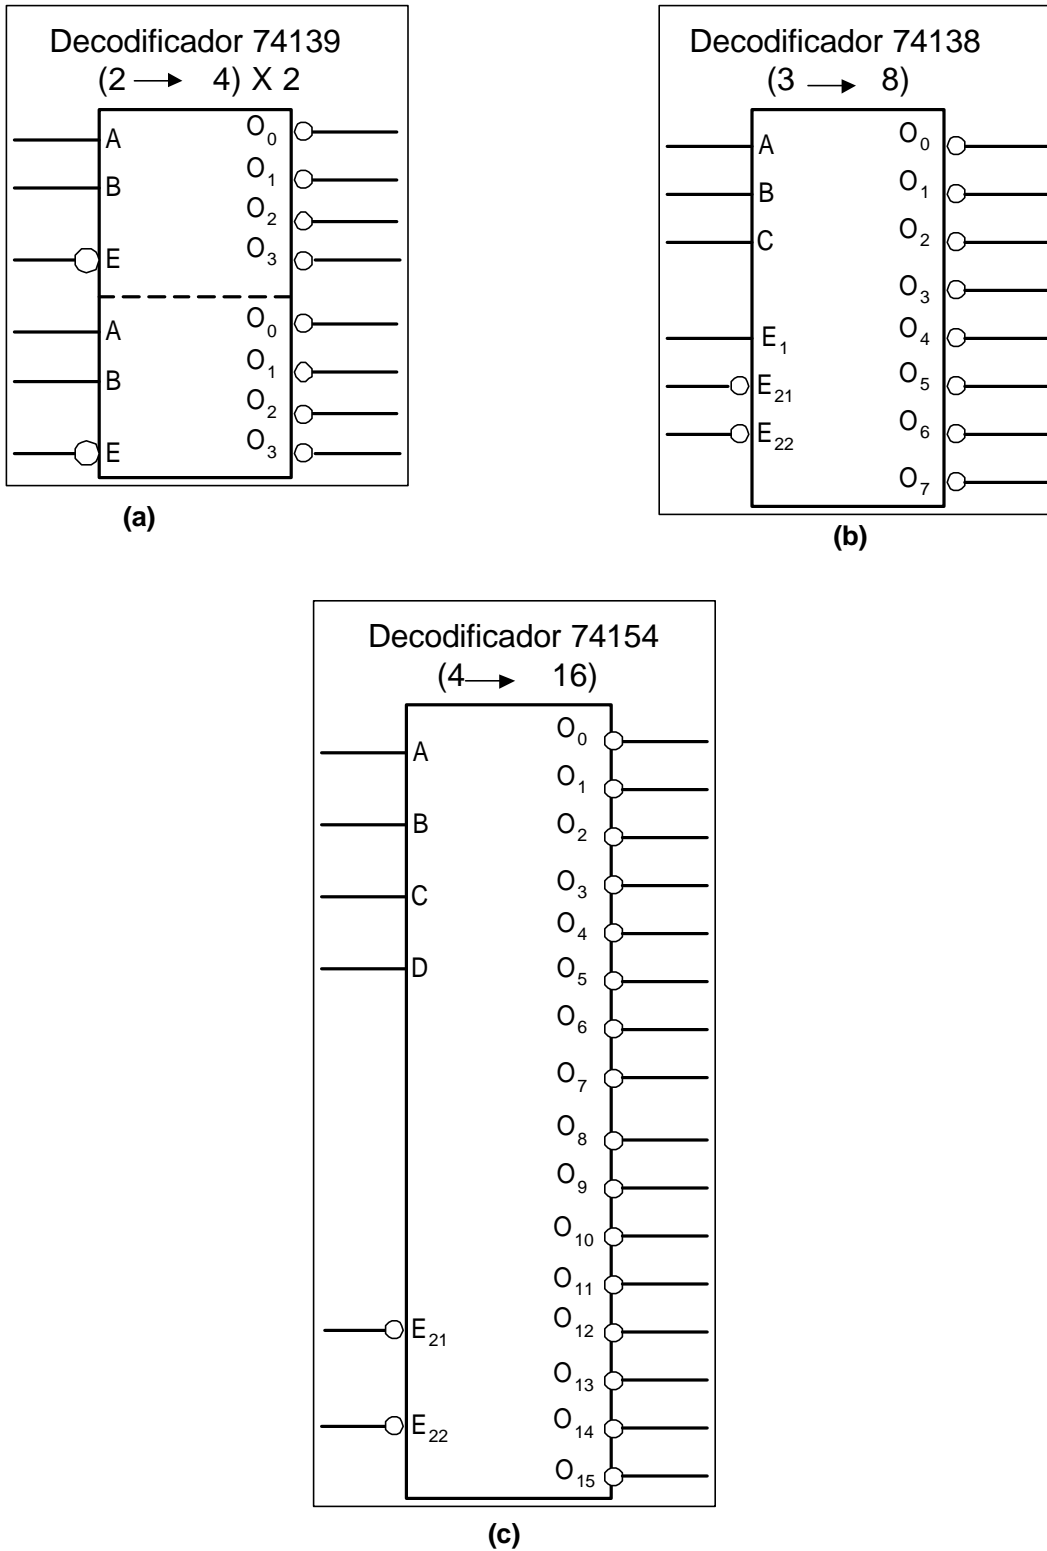 Decodificador 74139
(2 → 4) X 2
A O0
B O1
O2
E O3
A O0
B O1
O2
E O3
(a)
Decodificador 74138
(3 → 8)
A O0
B O1
C O2
O3
E1 O4
E21 O5
E22 O6
O7
(b)
Decodificador 74154
(4 → 16)
A O0
O1
B O2
C O3
O4
D O5
O6
O7
O8
O9
O10
O11
E21 O12
O13
E22 O14
O15
(c)